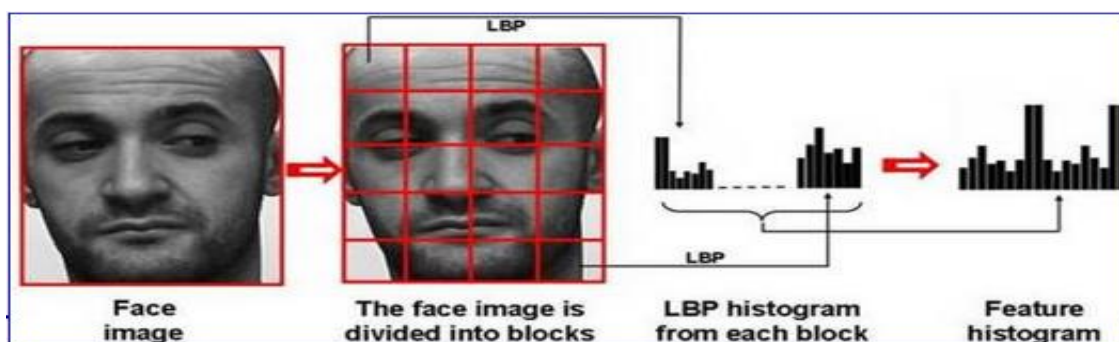 LBP
LBP
Face
image
The face image is
divided into blocks
LBP histogram
from each block
Feature
histogram